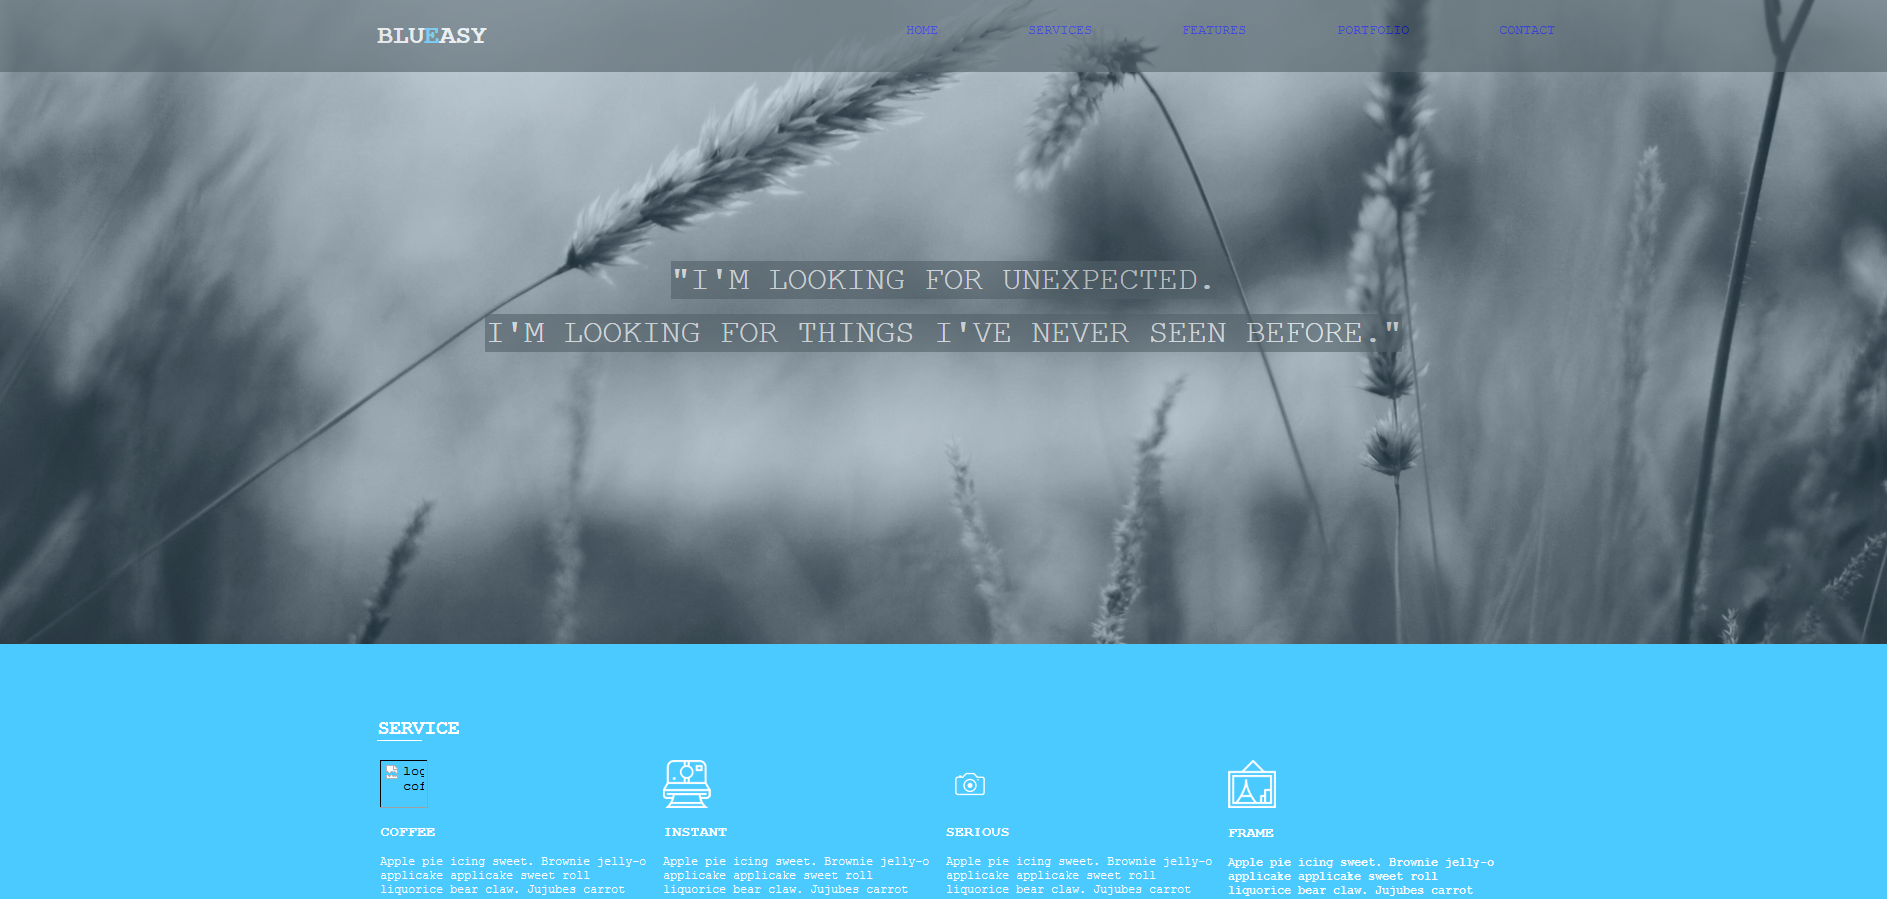 BLUEASY
HOME SERVICES FEATURES PORTFOLIO CONTACT
"I'M LOOKING FOR UNEXPECTED.
I'M LOOKING FOR THINGS I'VE NEVER SEEN BEFORE."
SERVICE
COFFEE
Apple pie icing sweet. Brownie jelly-o
applicake applicake sweet roll
liquorice bear claw. Jujubes carrot
INSTANT
Apple pie icing sweet. Brownie jelly-o
applicake applicake sweet roll
liquorice bear claw. Jujubes carrot
SERIOUS
Apple pie icing sweet. Brownie jelly-o
applicake applicake sweet roll
liquorice bear claw. Jujubes carrot
FRAME
Apple pie icing sweet. Brownie jelly-o
applicake applicake sweet roll
liquorice bear claw. Jujubes carrot